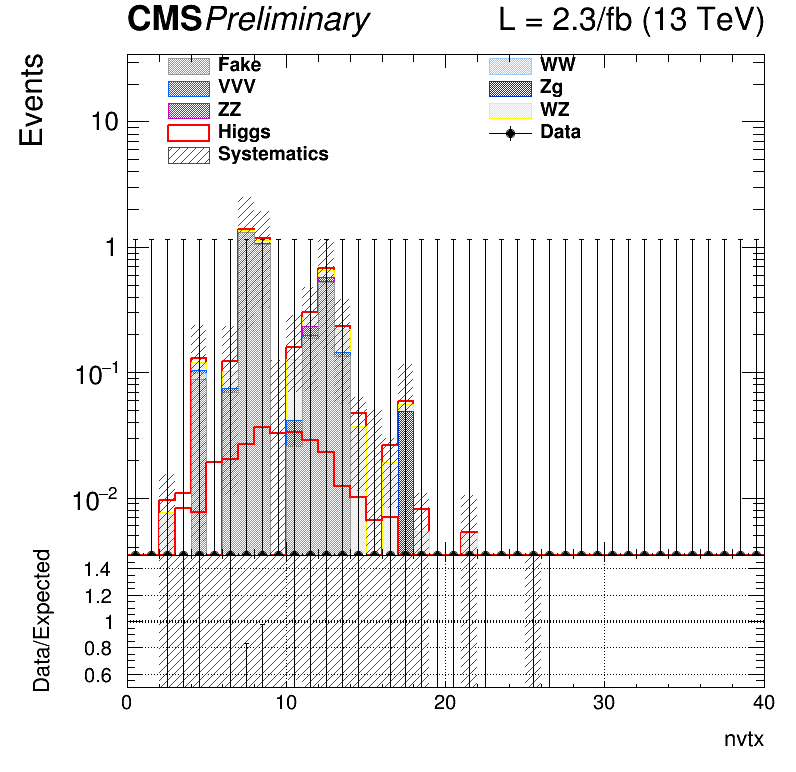 CMS Preliminary L = 2.3/fb (13 TeV)
Events
Fake WW
VVV Zg
ZZ WZ
Higgs Data
Systematics
10
1
10−1
10−2
Data/Expected
1.4
1.2
1
0.8
0.6
0 10 20 30 40
nvtx